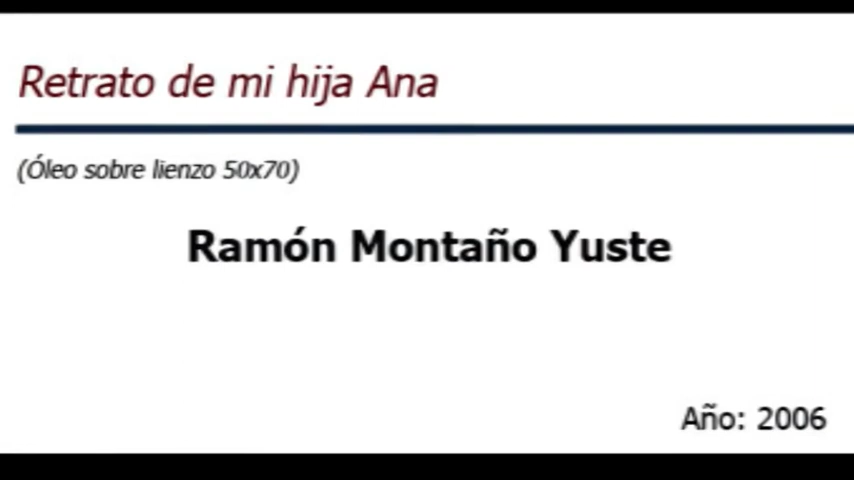 Retrato de mi hija Ana
(Óleo sobre lienzo 50x70)
Ramón Montaño Yuste
Año: 2006